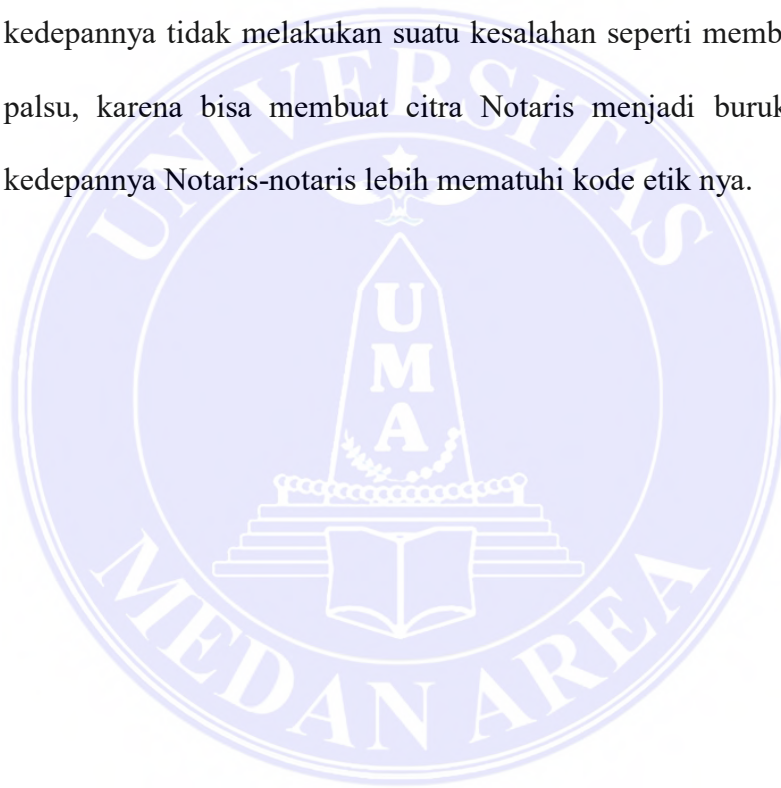 kedepannya tidak melakukan suatu kesalahan seperti memb
palsu, karena bisa membuat citra Notaris menjadi buruk
kedepannya Notaris-notaris lebih mematuhi kode etik nya.
UNIVERSITAS
U
M
A
MEDAN AREA